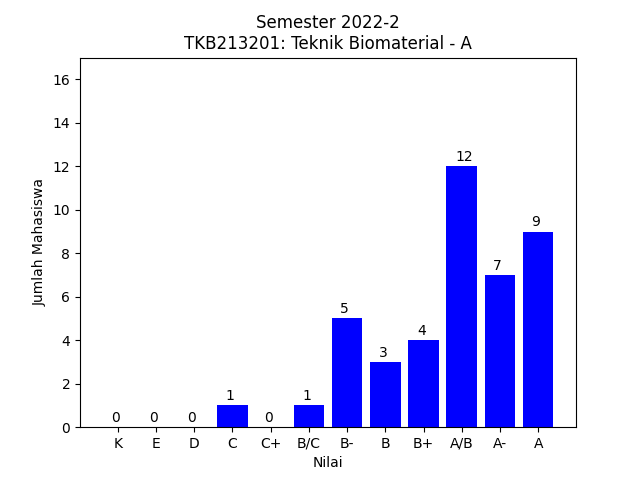 Semester 2022-2
TKB213201: Teknik Biomaterial - A
Jumlah Mahasiswa
16
14
12
10
8
6
4
2
0
0 0 0 1 0 1 5 3 4 12 7 9
K E D C C+ B/C B- B B+ A/B A- A
Nilai